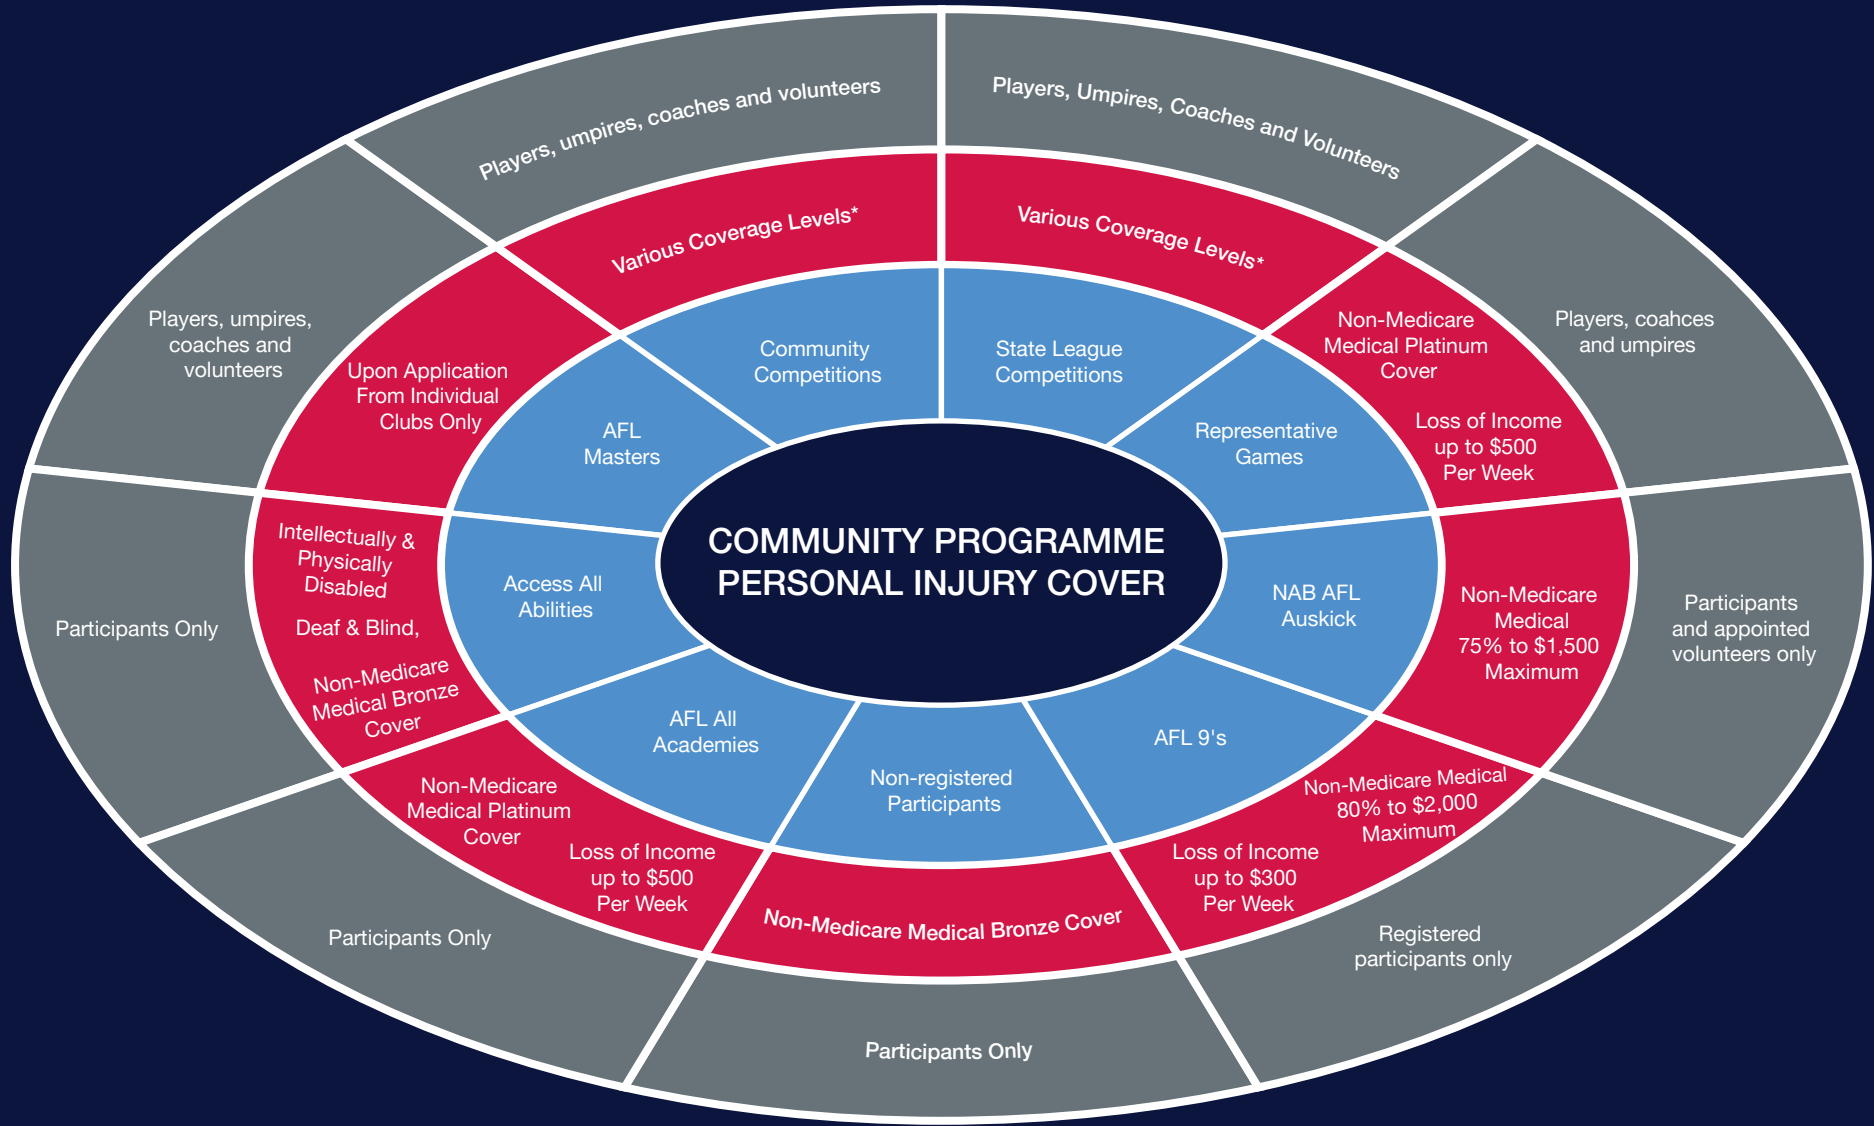 COMMUNITY PROGRAMME
PERSONAL INJURY COVER
Players, Umpires, Coaches and Volunteers
Various Coverage Levels*
State League
Competitions
Players, coahces
and umpires
Non-Medicare
Medical Platinum
Cover
Loss of Income
up to $500
Per Week
Representative
Games
Participants
and appointed
volunteers only
Non-Medicare
Medical
75% to $1,500
Maximum
NAB AFL
Auskick
Registered
participants only
Non-Medicare Medical
80% to $2,000
Maximum
Loss of Income
up to $300
Per Week
AFL 9's
Participants Only
Non-Medicare Medical Bronze Cover
Non-registered
Participants
Participants Only
Non-Medicare
Medical Platinum
Cover
Loss of Income
up to $500
Per Week
AFL All
Academies
Participants Only
Intellectually &
Physically
Disabled
Deaf & Blind,
Non-Medicare
Medical Bronze
Cover
Access All
Abilities
Players, umpires,
coaches and
volunteers
Upon Application
From Individual
Clubs Only
AFL
Masters
Players, umpires, coaches and volunteers
Various Coverage Levels*
Community
Competitions